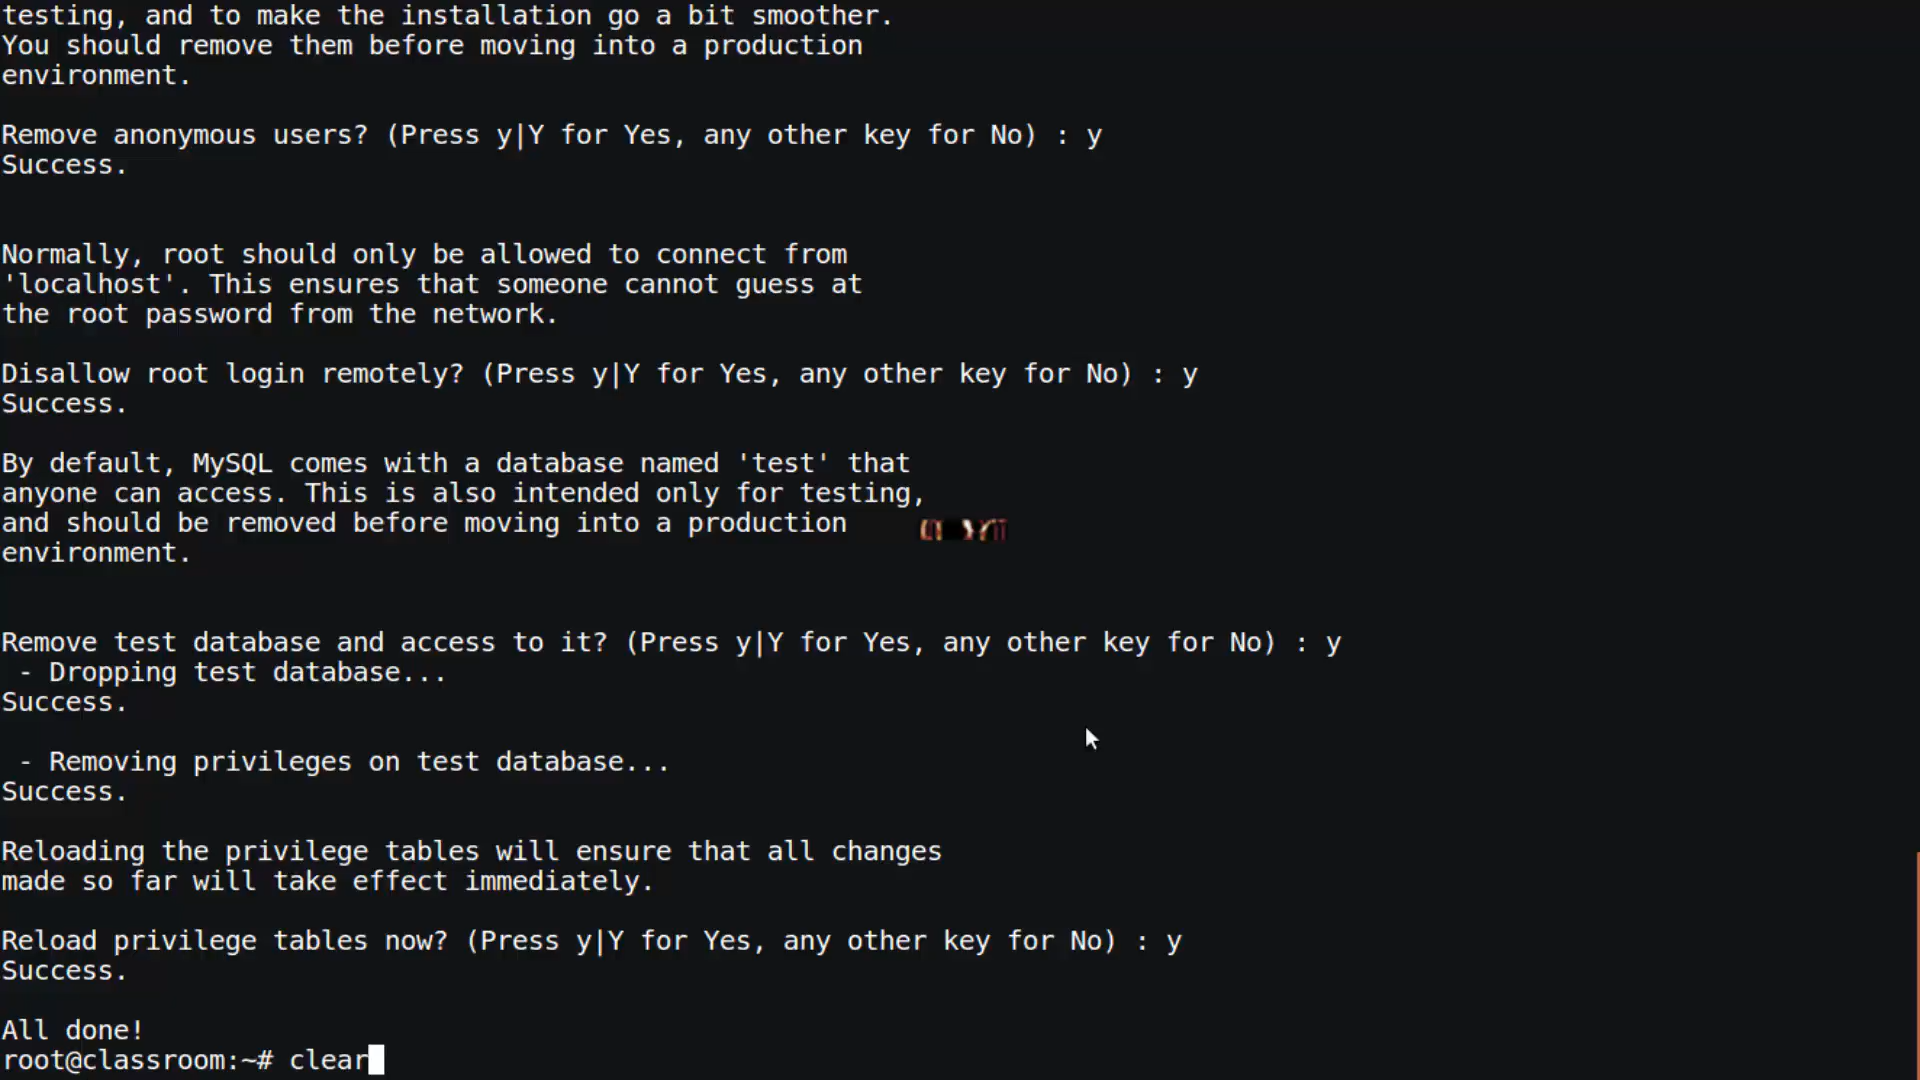 testing, and to make the installation go a bit smoother.
You should remove them before moving into a production
environment.
Remove anonymous users? (Press y|Y for Yes, any other key for No) : y
Success.
Normally, root should only be allowed to connect from
'localhost'. This ensures that someone cannot guess at
the root password from the network.
Disallow root login remotely? (Press y|Y for Yes, any other key for No) : y
Success.
By default, MySQL comes with a database named 'test' that
anyone can access. This is also intended only for testing,
and should be removed before moving into a production
environment.
Remove test database and access to it? (Press y|Y for Yes, any other key for No) : y
 - Dropping test database...
Success.
 - Removing privileges on test database...
Success.
Reloading the privilege tables will ensure that all changes
made so far will take effect immediately.
Reload privilege tables now? (Press y|Y for Yes, any other key for No) : y
Success.
All done!
root@classroom:~# clear